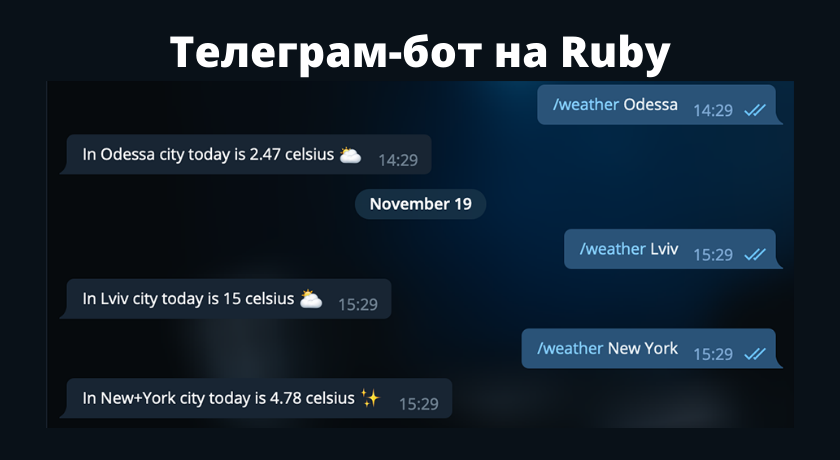 Телеграм-бот на Ruby
/weather Odessa 14:29
In Odessa city today is 2.47 celsius 🌥️ 14:29
November 19
/weather Lviv 15:29
In Lviv city today is 15 celsius 🌥️ 15:29
/weather New York 15:29
In New+York city today is 4.78 celsius ✨ 15:29